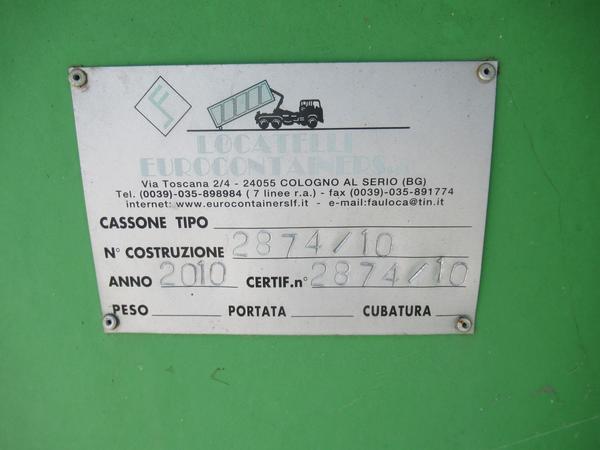 LOCATELLI
EUROCONTAINERS
Via Toscana 2/4 - 24055 COLOGNO AL SERIO (BG)
Tel. (0039)-035-898984 ( 7 linee r.a.) - fax (0039)-035-891774
internet: www.eurocontainerslf.it - e-mail:fauloca@tin.it
CASSONE TIPO
N° COSTRUZIONE 2874/10
ANNO 2010 CERTIF.n° 2874/10
PESO PORTATA CUBATURA